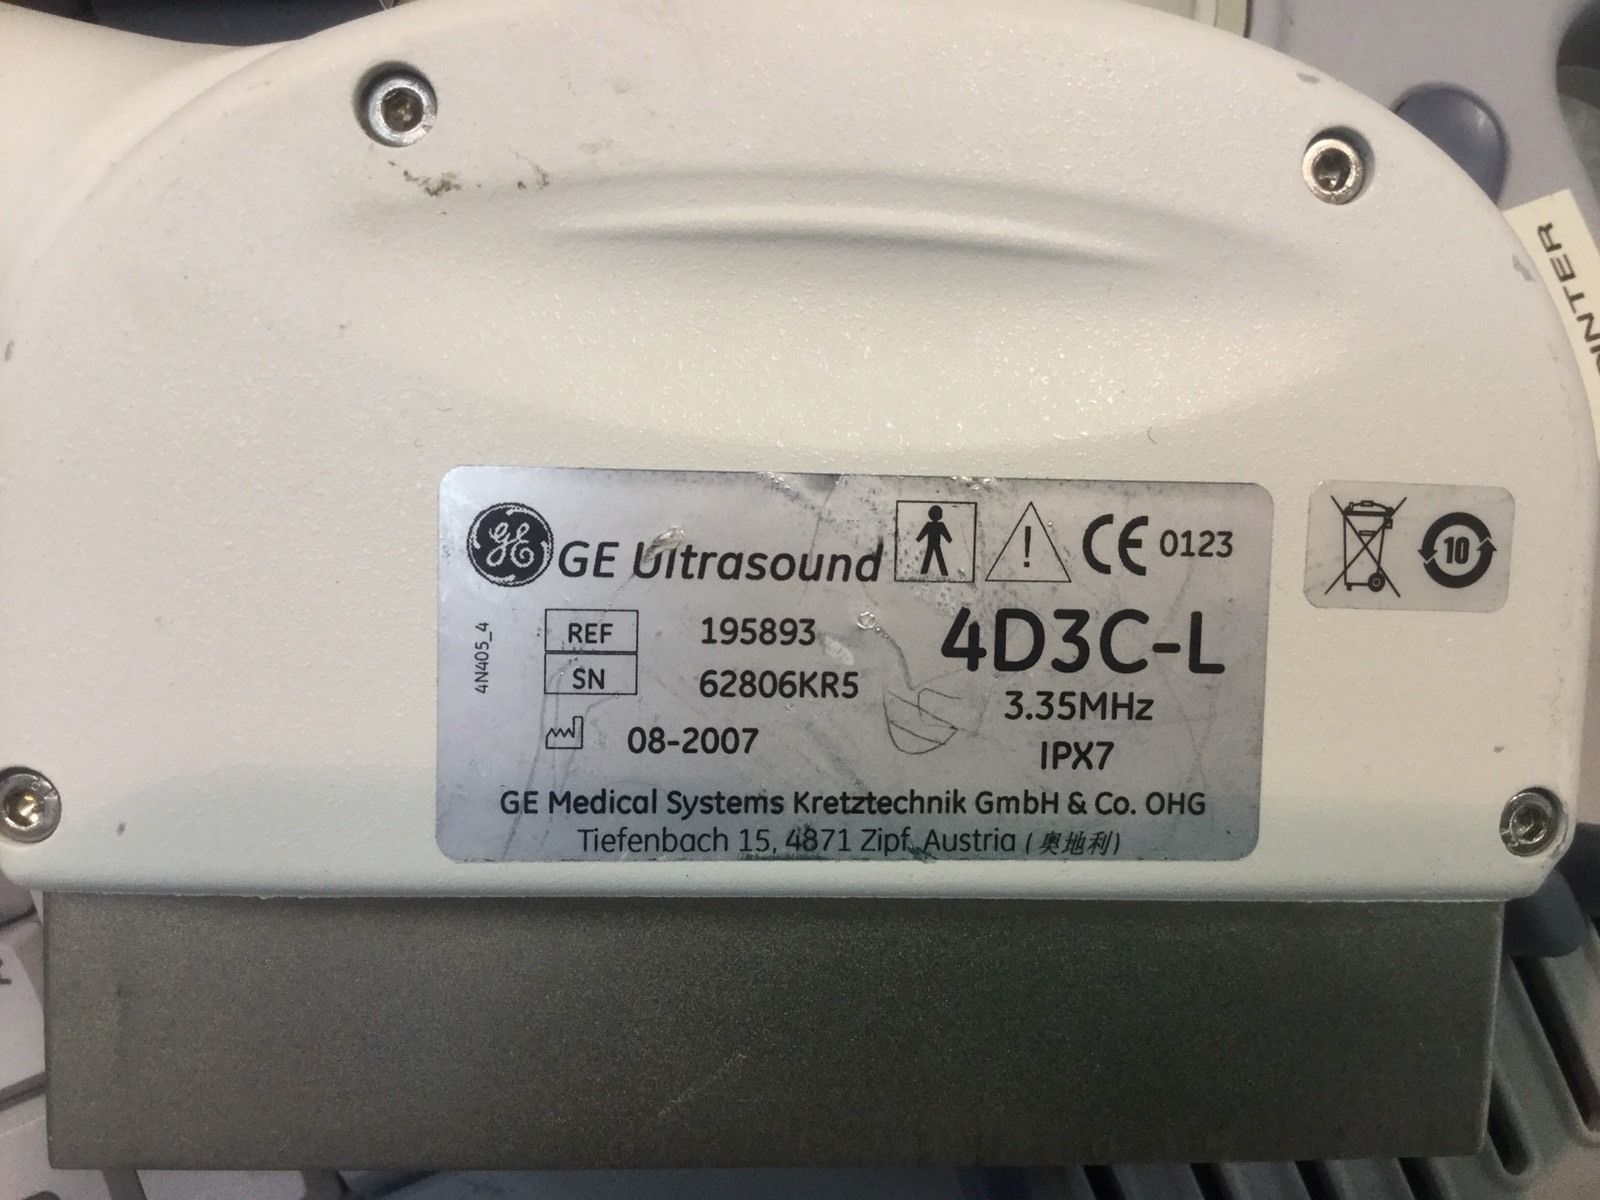 GE GE Ultrasound CE 0123
REF 195893 4D3C-L
SN 62806KR5 3.35MHz
08-2007 IPX7
4N405_4
GE Medical Systems Kretztechnik GmbH & Co. OHG
Tiefenbach 15, 4871 Zipf, Austria (奥地利)
10